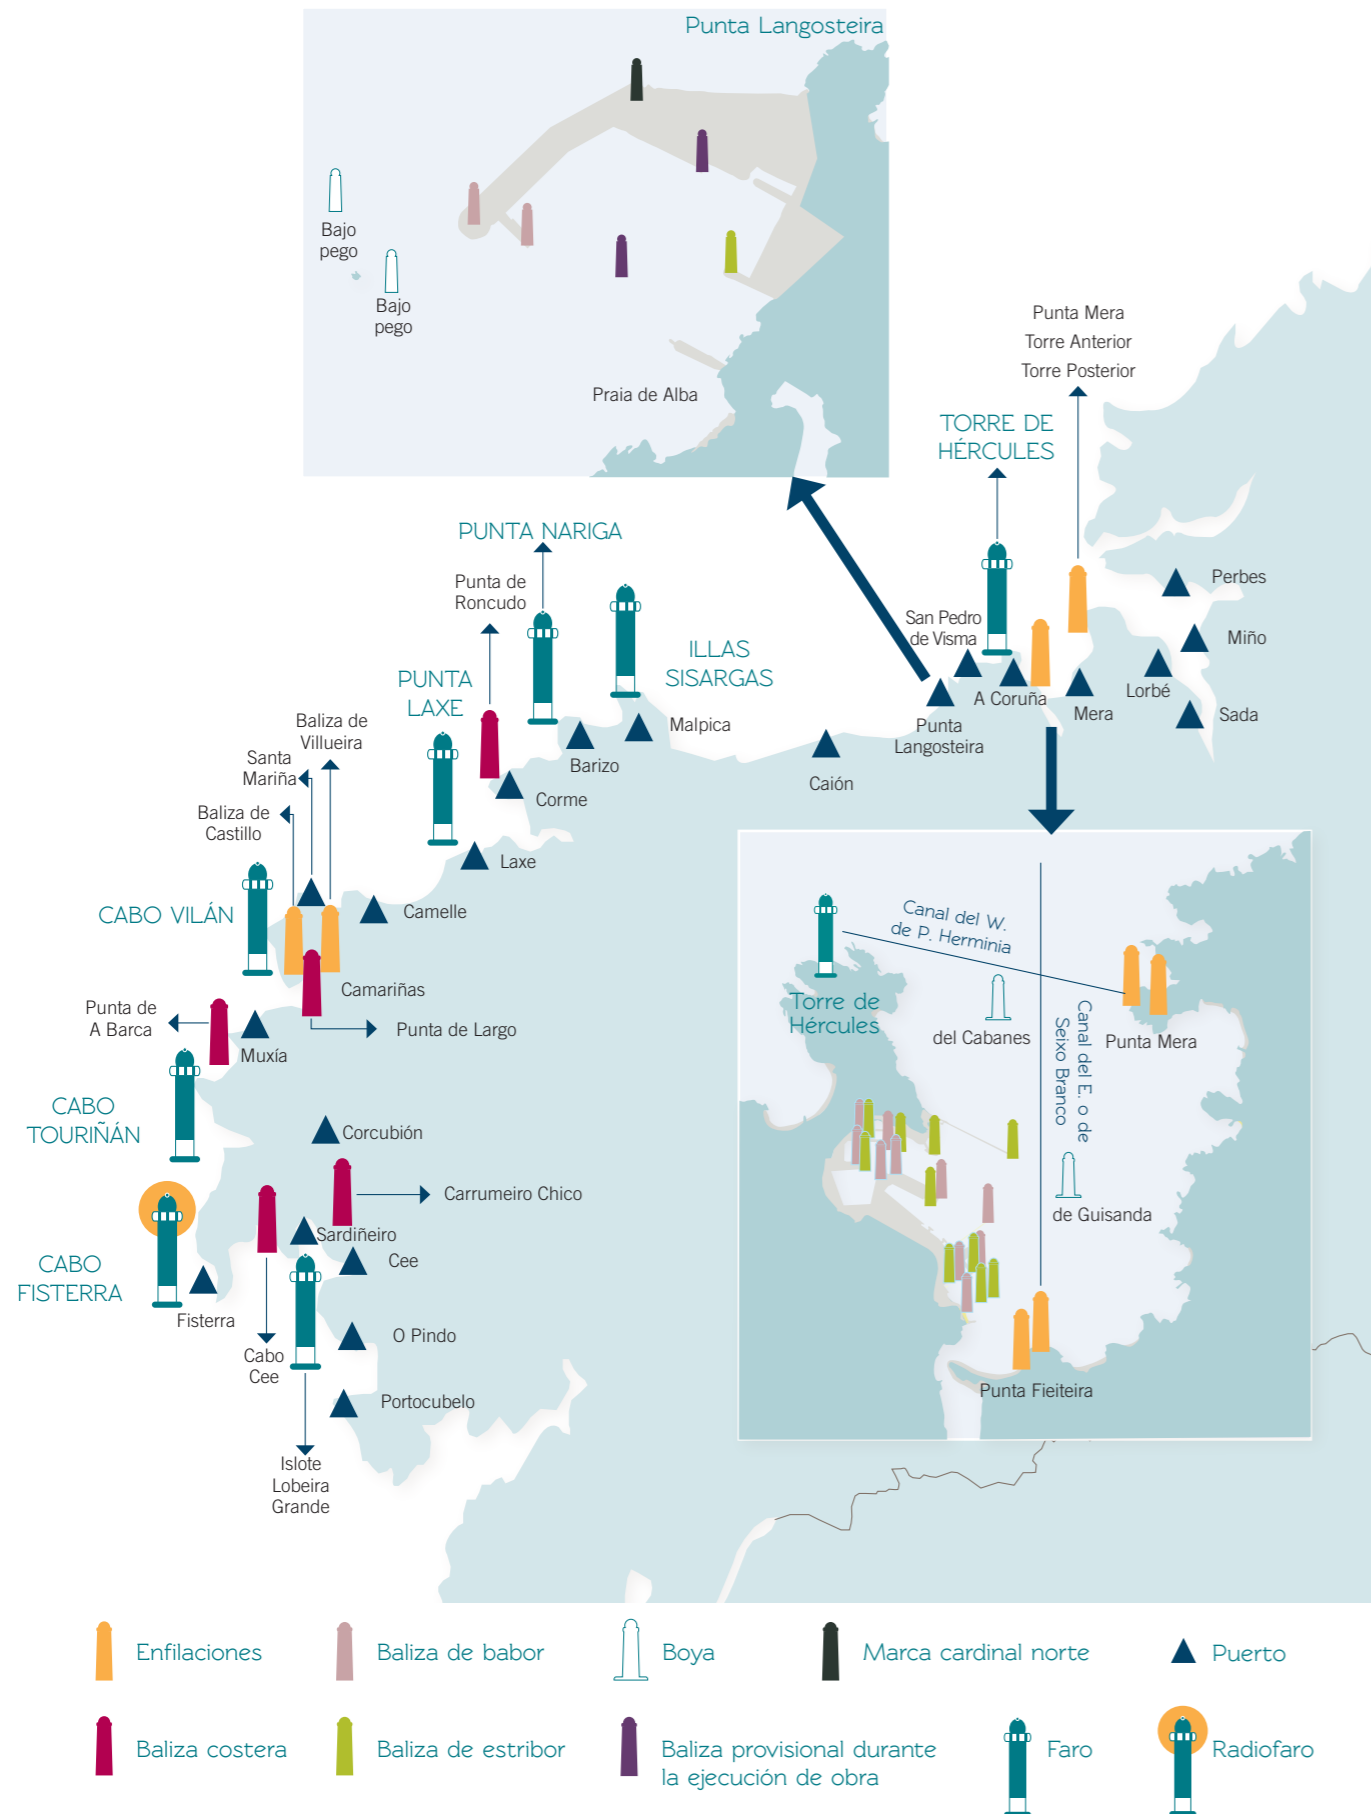 Punta Langosteira
Bajo
pego
Bajo
pego
Praia de Alba
Punta Mera
Torre Anterior
Torre Posterior
TORRE DE
HÉRCULES
PUNTA NARIGA
Punta de
Roncudo
ILLAS
SISARGAS
PUNTA
LAXE
Perbes
San Pedro
de Visma
Miño
Lorbé
A Coruña
Mera
Sada
Punta
Langosteira
Baliza de
Villueira
Malpica
Santa
Mariña
Barizo
Caión
Corme
Baliza de
Castillo
Laxe
CABO VILÁN
Camelle
Camariñas
Punta de
A Barca
Punta de Largo
Muxía
CABO
TOURIÑÁN
Corcubión
Carrumeiro Chico
Sardiñeiro
Cee
CABO
FISTERRA
Fisterra
Cabo
Cee
O Pindo
Portocubelo
Islote
Lobeira
Grande
Canal del W.
de P. Herminia
Torre de
Hércules
del Cabanes
Punta Mera
Canal del E. o de
Seixo Branco
de Guisanda
Punta Fieiteira
Enfilaciones
Baliza de babor
Boya
Marca cardinal norte
Puerto
Baliza costera
Baliza de estribor
Baliza provisional durante
la ejecución de obra
Faro
Radiofaro